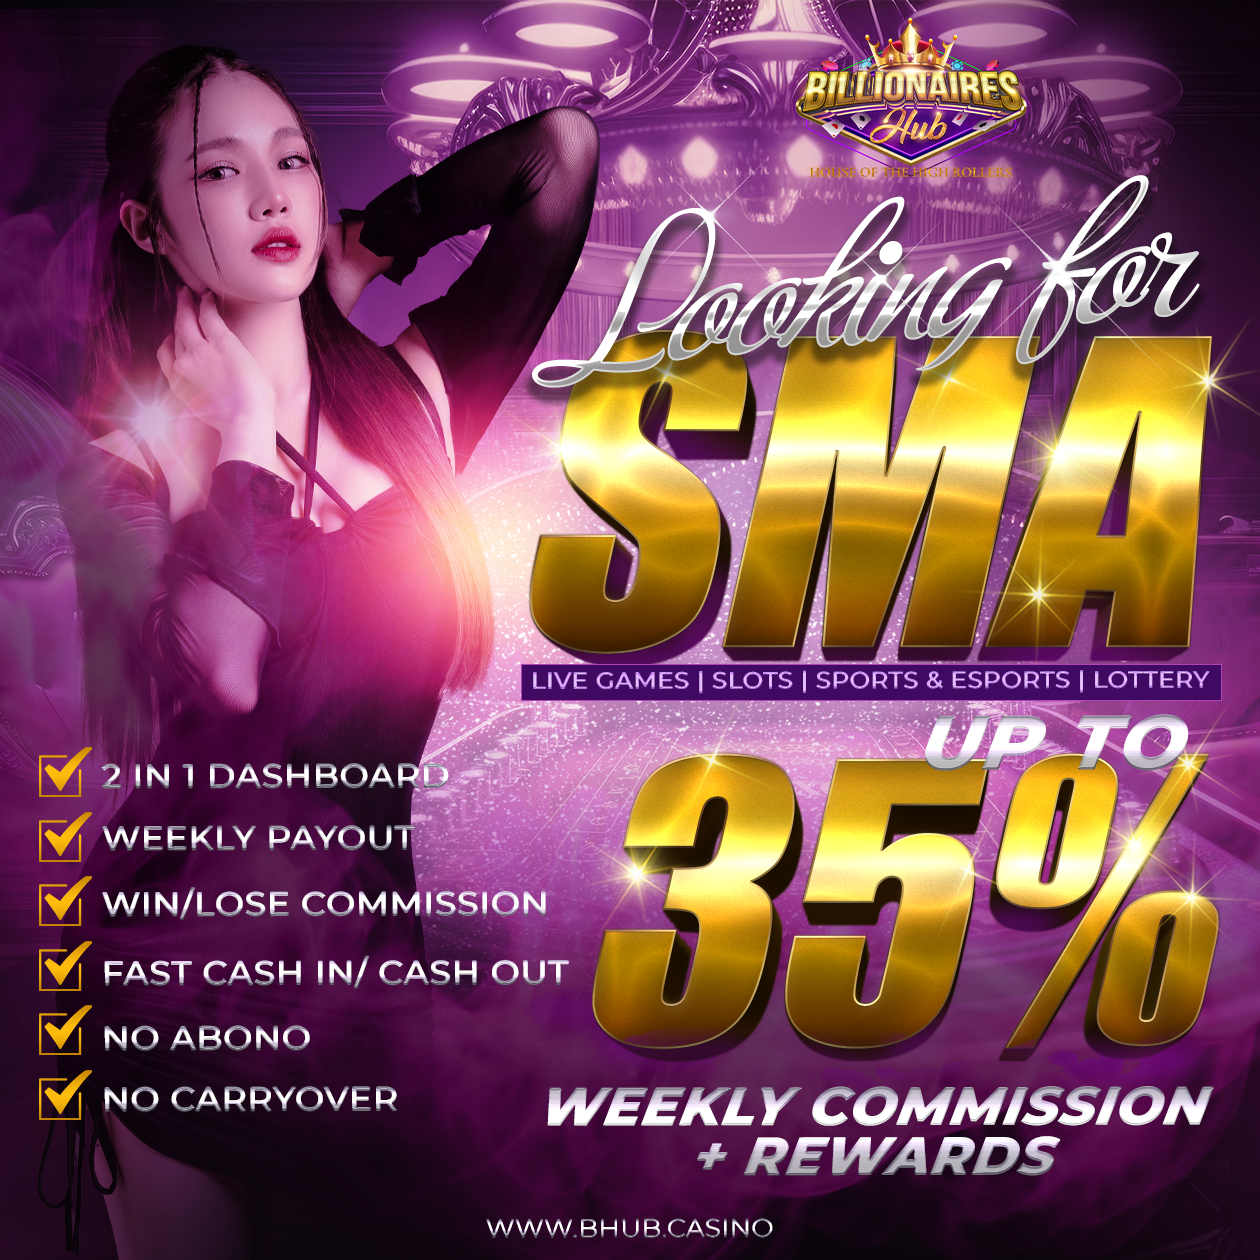 BILLIONAIRES
Hub
HOUSE OF THE HIGH ROLLERS
Looking for
SMA
LIVE GAMES | SLOTS | SPORTS & ESPORTS | LOTTERY
UP TO
35%
WEEKLY COMMISSION
+ REWARDS
2 IN 1 DASHBOARD
WEEKLY PAYOUT
WIN/LOSE COMMISSION
FAST CASH IN/ CASH OUT
NO ABONO
NO CARRYOVER
WWW.BHUB.CASINO